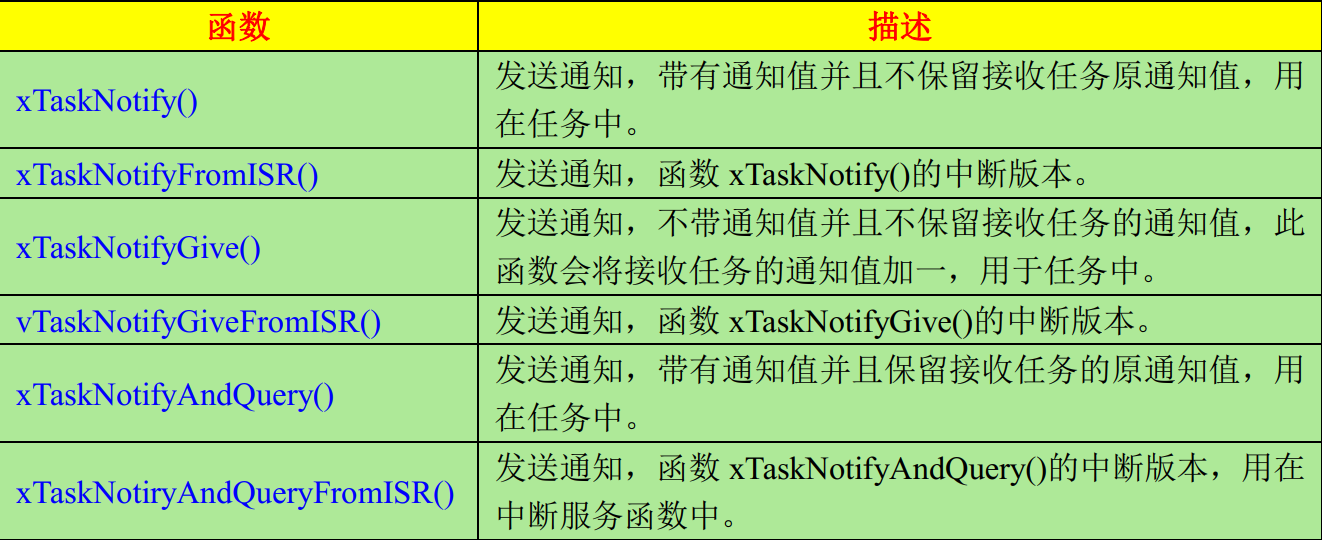 函数
描述
xTaskNotify()
发送通知，带有通知值并且不保留接收任务原通知值，用
在任务中。
xTaskNotifyFromISR()
发送通知，函数 xTaskNotify()的中断版本。
xTaskNotifyGive()
发送通知，不带通知值并且不保留接收任务的通知值，此
函数会将接收任务的通知值加一，用于任务中。
vTaskNotifyGiveFromISR()
发送通知，函数 xTaskNotifyGive()的中断版本。
xTaskNotifyAndQuery()
发送通知，带有通知值并且保留接收任务的原通知值，用
在任务中。
xTaskNotiryAndQueryFromISR()
发送通知，函数 xTaskNotifyAndQuery()的中断版本，用在
中断服务函数中。